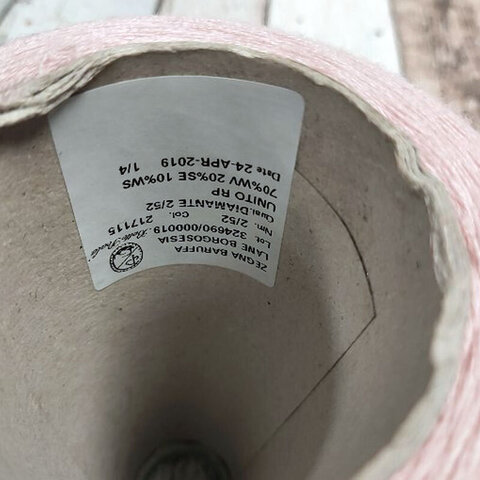 ZEGNA BARUFFA
LANE BORGOSESIA
Lot. 324690/000019
Nm. 2/52 Col. 217115
Qual. DIAMANTE 2/52
UNITO RP
70%WV 20%SE 10%WS
Date 24-APR-2019 1/4